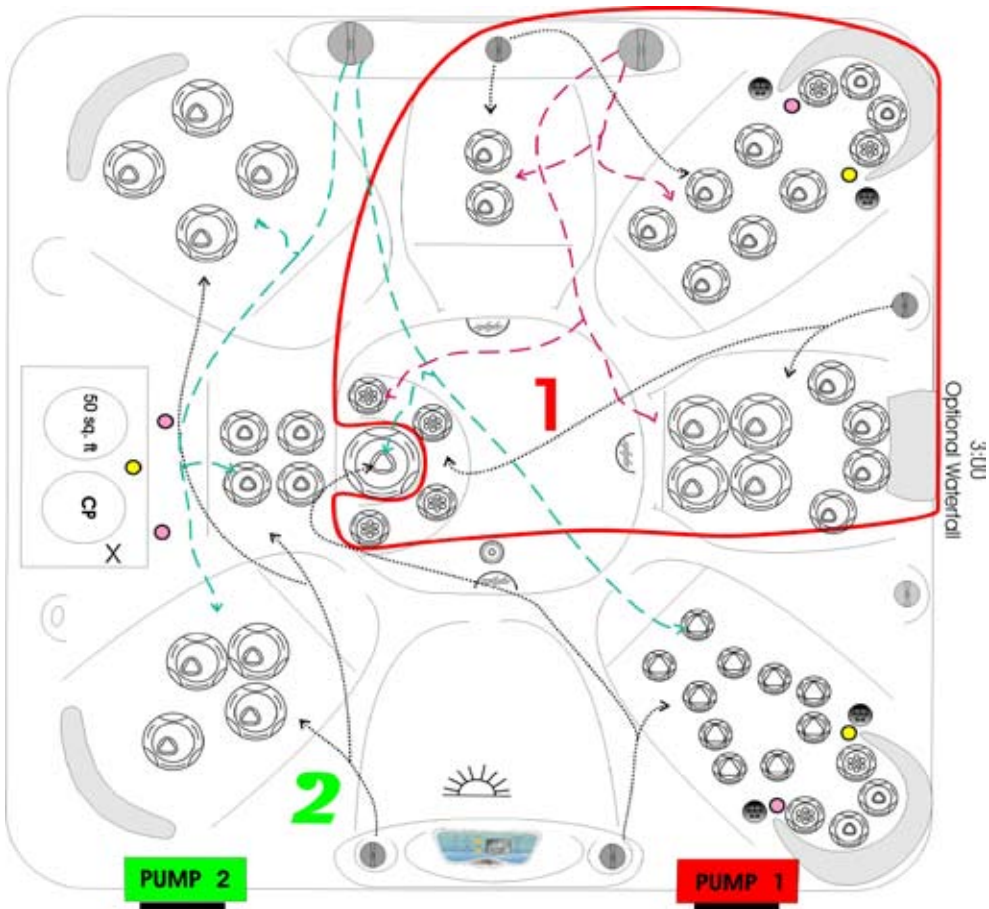 1
50 sq. ft
CP
X
3:00
Optional Waterfall
2
PUMP 2
PUMP 1